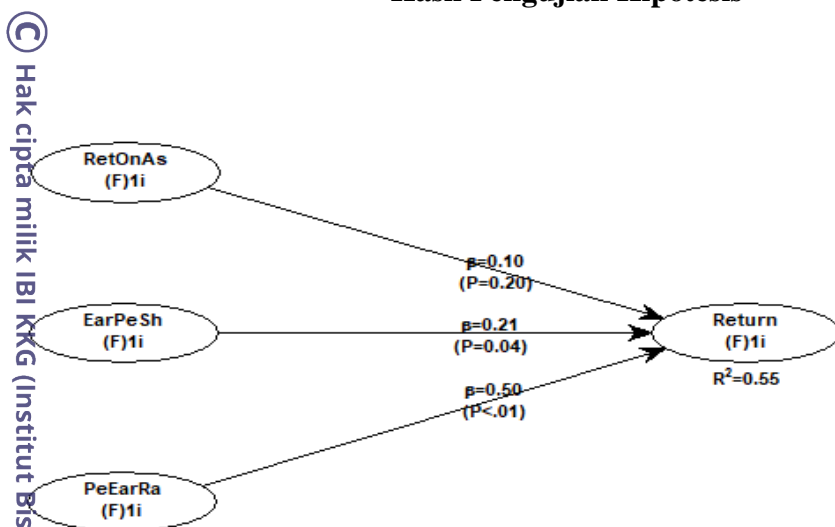 Hasil Pengujian Hipotesis
© Hak cipta milik IBI KKG (Institut Bis
RetOnAs
(F)1i
β=0.10
(P=0.20)
EarPeSh
(F)1i
β=0.21
(P=0.04)
Return
(F)1i
R²=0.55
β=0.50
(P<.01)
PeEarRa
(F)1i